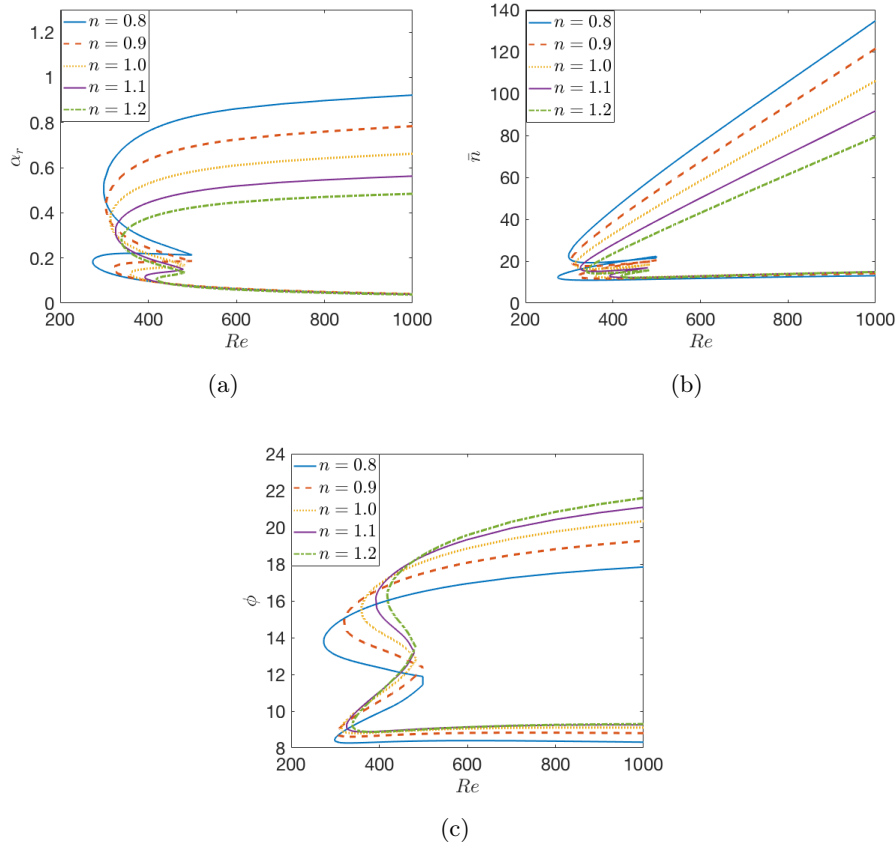 1.3
1
0.8
0.6
0.4
0.2
0
α_r
n = 0.8
n = 0.9
n = 1.0
n = 1.1
n = 1.2
200 400 600 800 1000
Re
(a)
140
120
100
80
60
40
20
0
n̄
n = 0.8
n = 0.9
n = 1.0
n = 1.1
n = 1.2
200 400 600 800 1000
Re
(b)
24
22
20
18
16
14
12
10
8
ϕ
n = 0.8
n = 0.9
n = 1.0
n = 1.1
n = 1.2
200 400 600 800 1000
Re
(c)